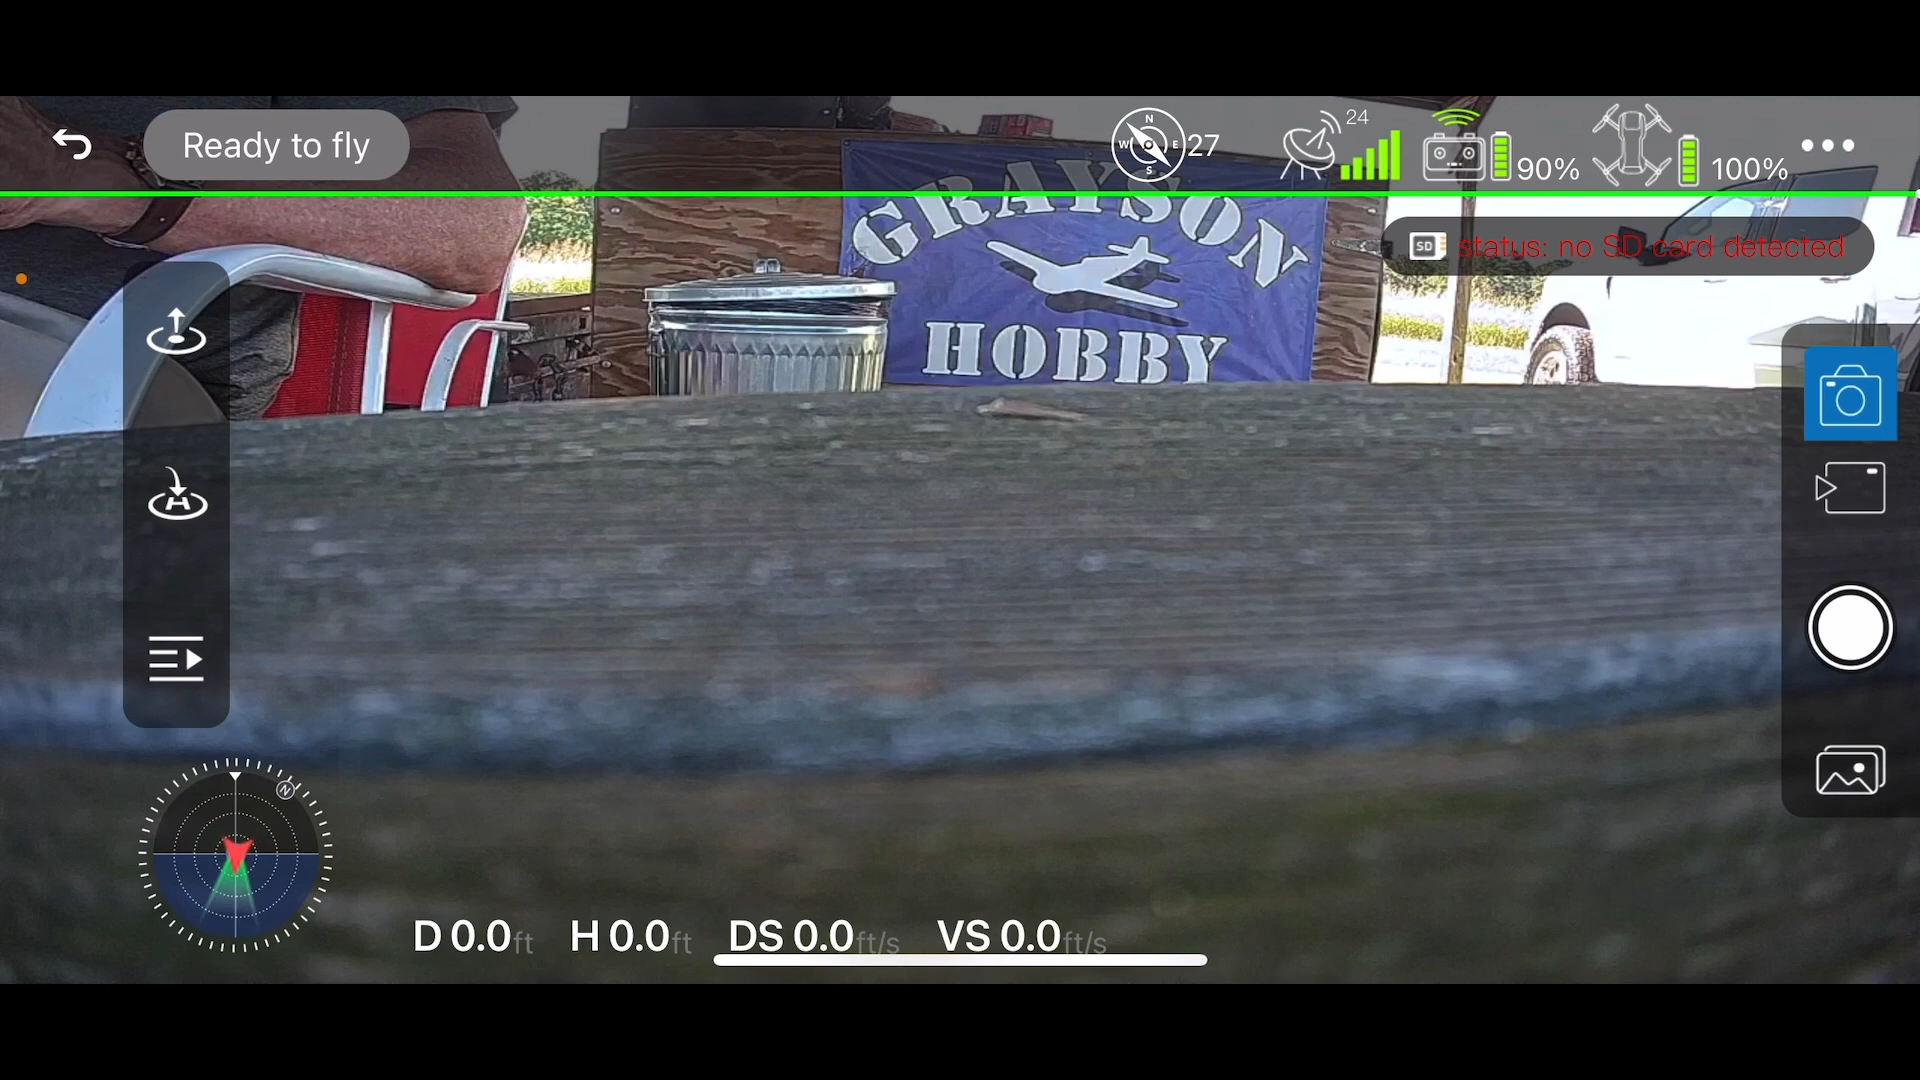 Ready to fly
N
W E
S
27
24
90%
100%
SD status: no SD card detected
GRAYSON
HOBBY
H
N
D 0.0ft H 0.0ft DS 0.0ft/s VS 0.0ft/s